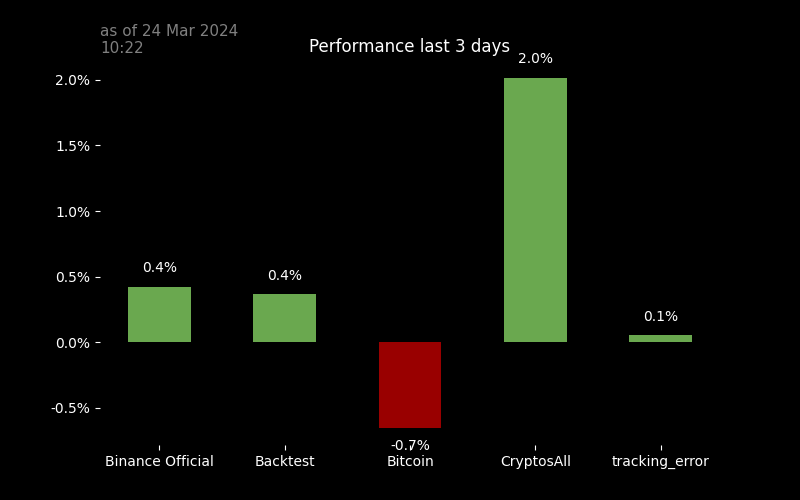 as of 24 Mar 2024
10:22
Performance last 3 days
2.0%
2.0%
1.5%
1.0%
0.5%
0.0%
-0.5%
0.4%
0.4%
-0.7%
0.1%
Binance Official
Backtest
Bitcoin
CryptosAll
tracking_error